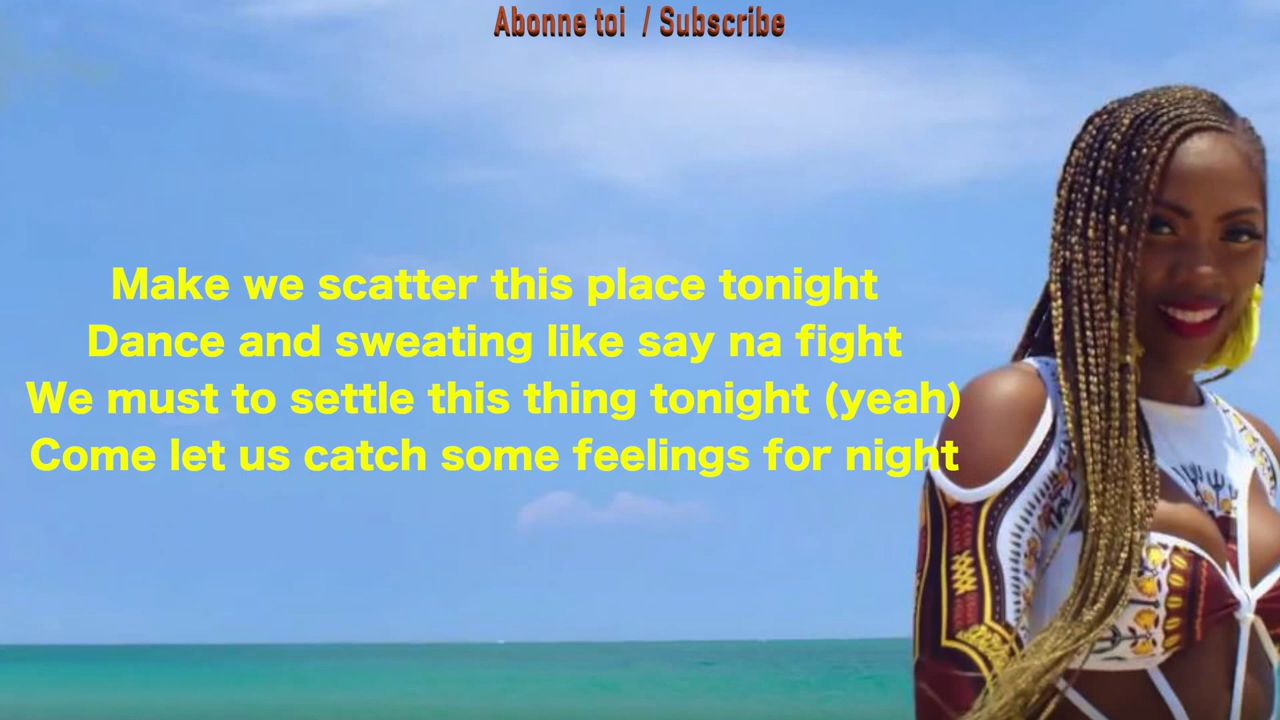 Abonne toi / Subscribe
Make we scatter this place tonight
Dance and sweating like say na fight
We must to settle this thing tonight (yeah)
Come let us catch some feelings for night